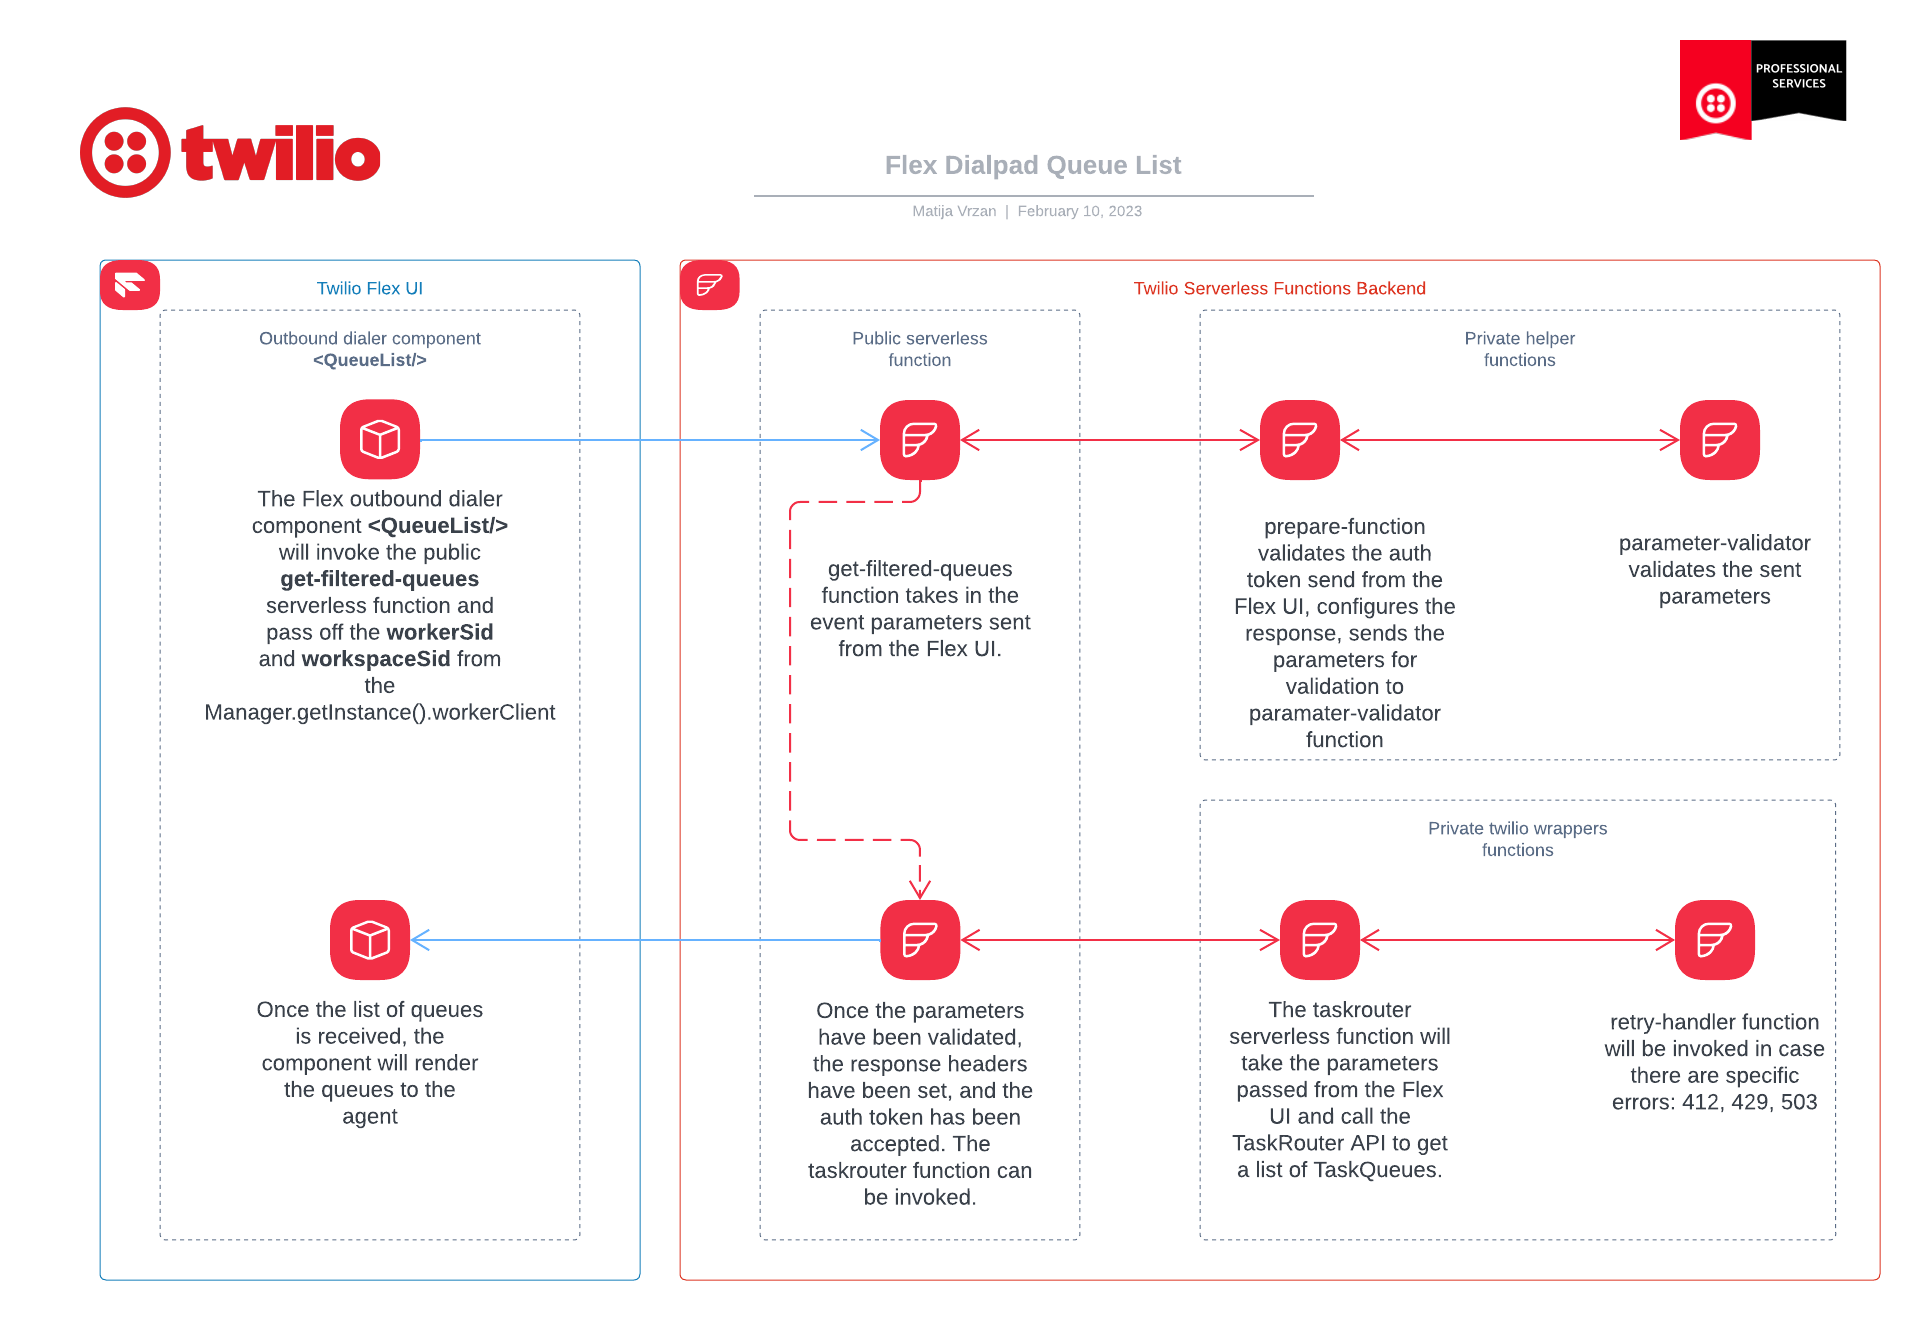 PROFESSIONAL
SERVICES
twilio
Flex Dialpad Queue List
Matija Vrzan | February 10, 2023
Twilio Flex UI
Outbound dialer component
<QueueList/>
The Flex outbound dialer
component <QueueList/>
will invoke the public
get-filtered-queues
serverless function and
pass off the workerSid
and workspaceSid from
the
Manager.getInstance().workerClient
Once the list of queues
is received, the
component will render
the queues to the
agent
Twilio Serverless Functions Backend
Public serverless
function
get-filtered-queues
function takes in the
event parameters sent
from the Flex UI.
Once the parameters
have been validated,
the response headers
have been set, and the
auth token has been
accepted. The
taskrouter function can
be invoked.
Private helper
functions
prepare-function
validates the auth
token send from the
Flex UI, configures the
response, sends the
parameters for
validation to
paramater-validator
function
parameter-validator
validates the sent
parameters
Private twilio wrappers
functions
The taskrouter
serverless function will
take the parameters
passed from the Flex
UI and call the
TaskRouter API to get
a list of TaskQueues.
retry-handler function
will be invoked in case
there are specific
errors: 412, 429, 503